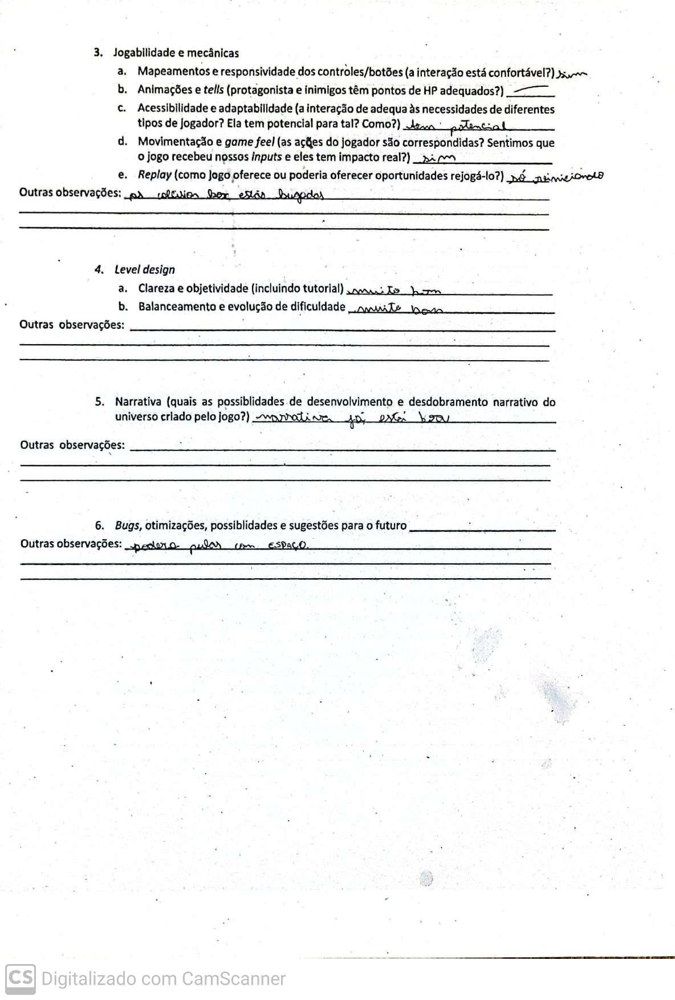 3. Jogabilidade e mecânicas
a. Mapeamentos e responsividade dos controles/botões (a interação está confortável?) sim
b. Animações e tells (protagonista e inimigos têm pontos de HP adequados?)
c. Acessibilidade e adaptabilidade (a interação de adequa às necessidades de diferentes
tipos de jogador? Ela tem potencial para tal? Como?) tem potencial
d. Movimentação e game feel (as ações do jogador são correspondidas? Sentimos que
o jogo recebeu nossos inputs e eles tem impacto real?) sim
e. Replay (como jogo oferece ou poderia oferecer oportunidades rejogá-lo?) só reiniciando
Outras observações: as colision box estão bugadas
4. Level design
a. Clareza e objetividade (incluindo tutorial) muito bom
b. Balanceamento e evolução de dificuldade muito bom
Outras observações:
5. Narrativa (quais as possiblidades de desenvolvimento e desdobramento narrativo do
universo criado pelo jogo?) narrativa já está boa
Outras observações:
6. Bugs, otimizações, possiblidades e sugestões para o futuro
Outras observações: podera pular com ESPAÇO.
CS Digitalizado com CamScanner